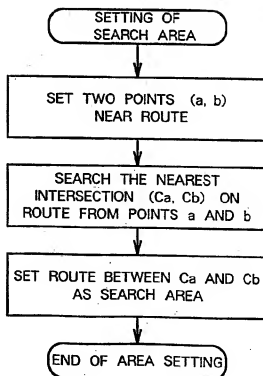 SETTING OF
SEARCH AREA
SET TWO POINTS (a, b)
NEAR ROUTE
SEARCH THE NEAREST
INTERSECTION (Ca, Cb) ON
ROUTE FROM POINTS a AND b
SET ROUTE BETWEEN Ca AND Cb
AS SEARCH AREA
END OF AREA SETTING